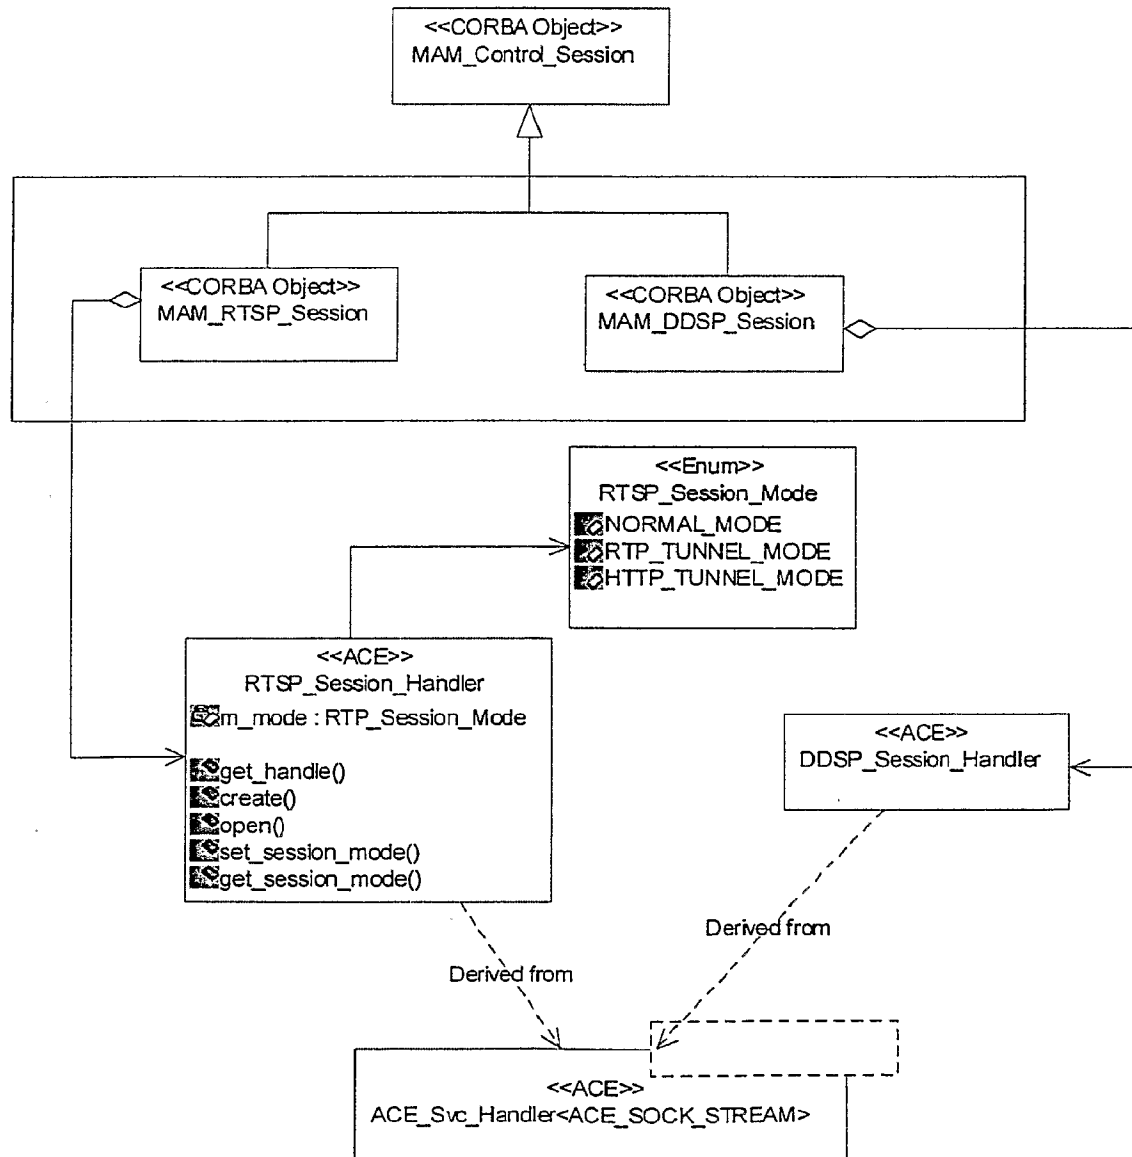 <<CORBA Object>>
MAM_Control_Session
<<CORBA Object>>
MAM_RTSP_Session
<<CORBA Object>>
MAM_DDSP_Session
<<Enum>>
RTSP_Session_Mode
NORMAL_MODE
RTP_TUNNEL_MODE
HTTP_TUNNEL_MODE
<<ACE>>
RTSP_Session_Handler
m_mode : RTP_Session_Mode
get_handle()
create()
open()
set_session_mode()
get_session_mode()
<<ACE>>
DDSP_Session_Handler
Derived from
Derived from
<<ACE>>
ACE_Svc_Handler<ACE_SOCK_STREAM>